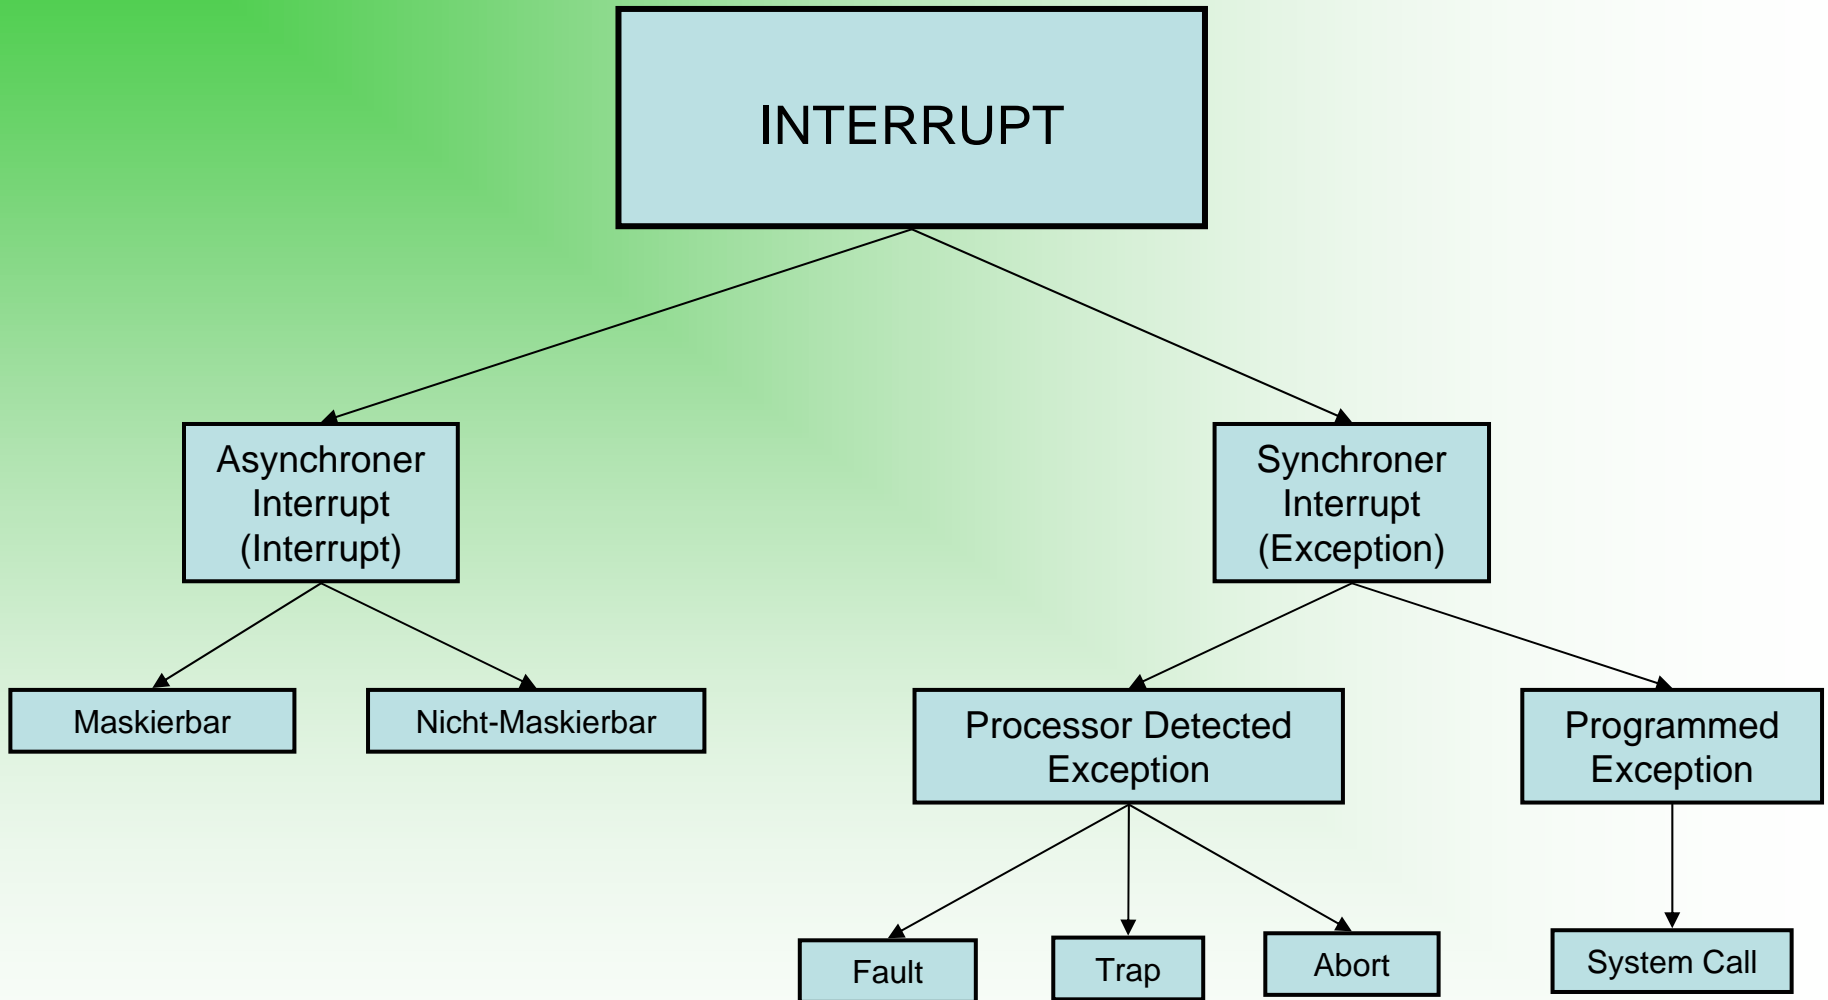 INTERRUPT
Asynchroner
Interrupt
(Interrupt)
Synchroner
Interrupt
(Exception)
Maskierbar
Nicht-Maskierbar
Processor Detected
Exception
Programmed
Exception
Fault
Trap
Abort
System Call